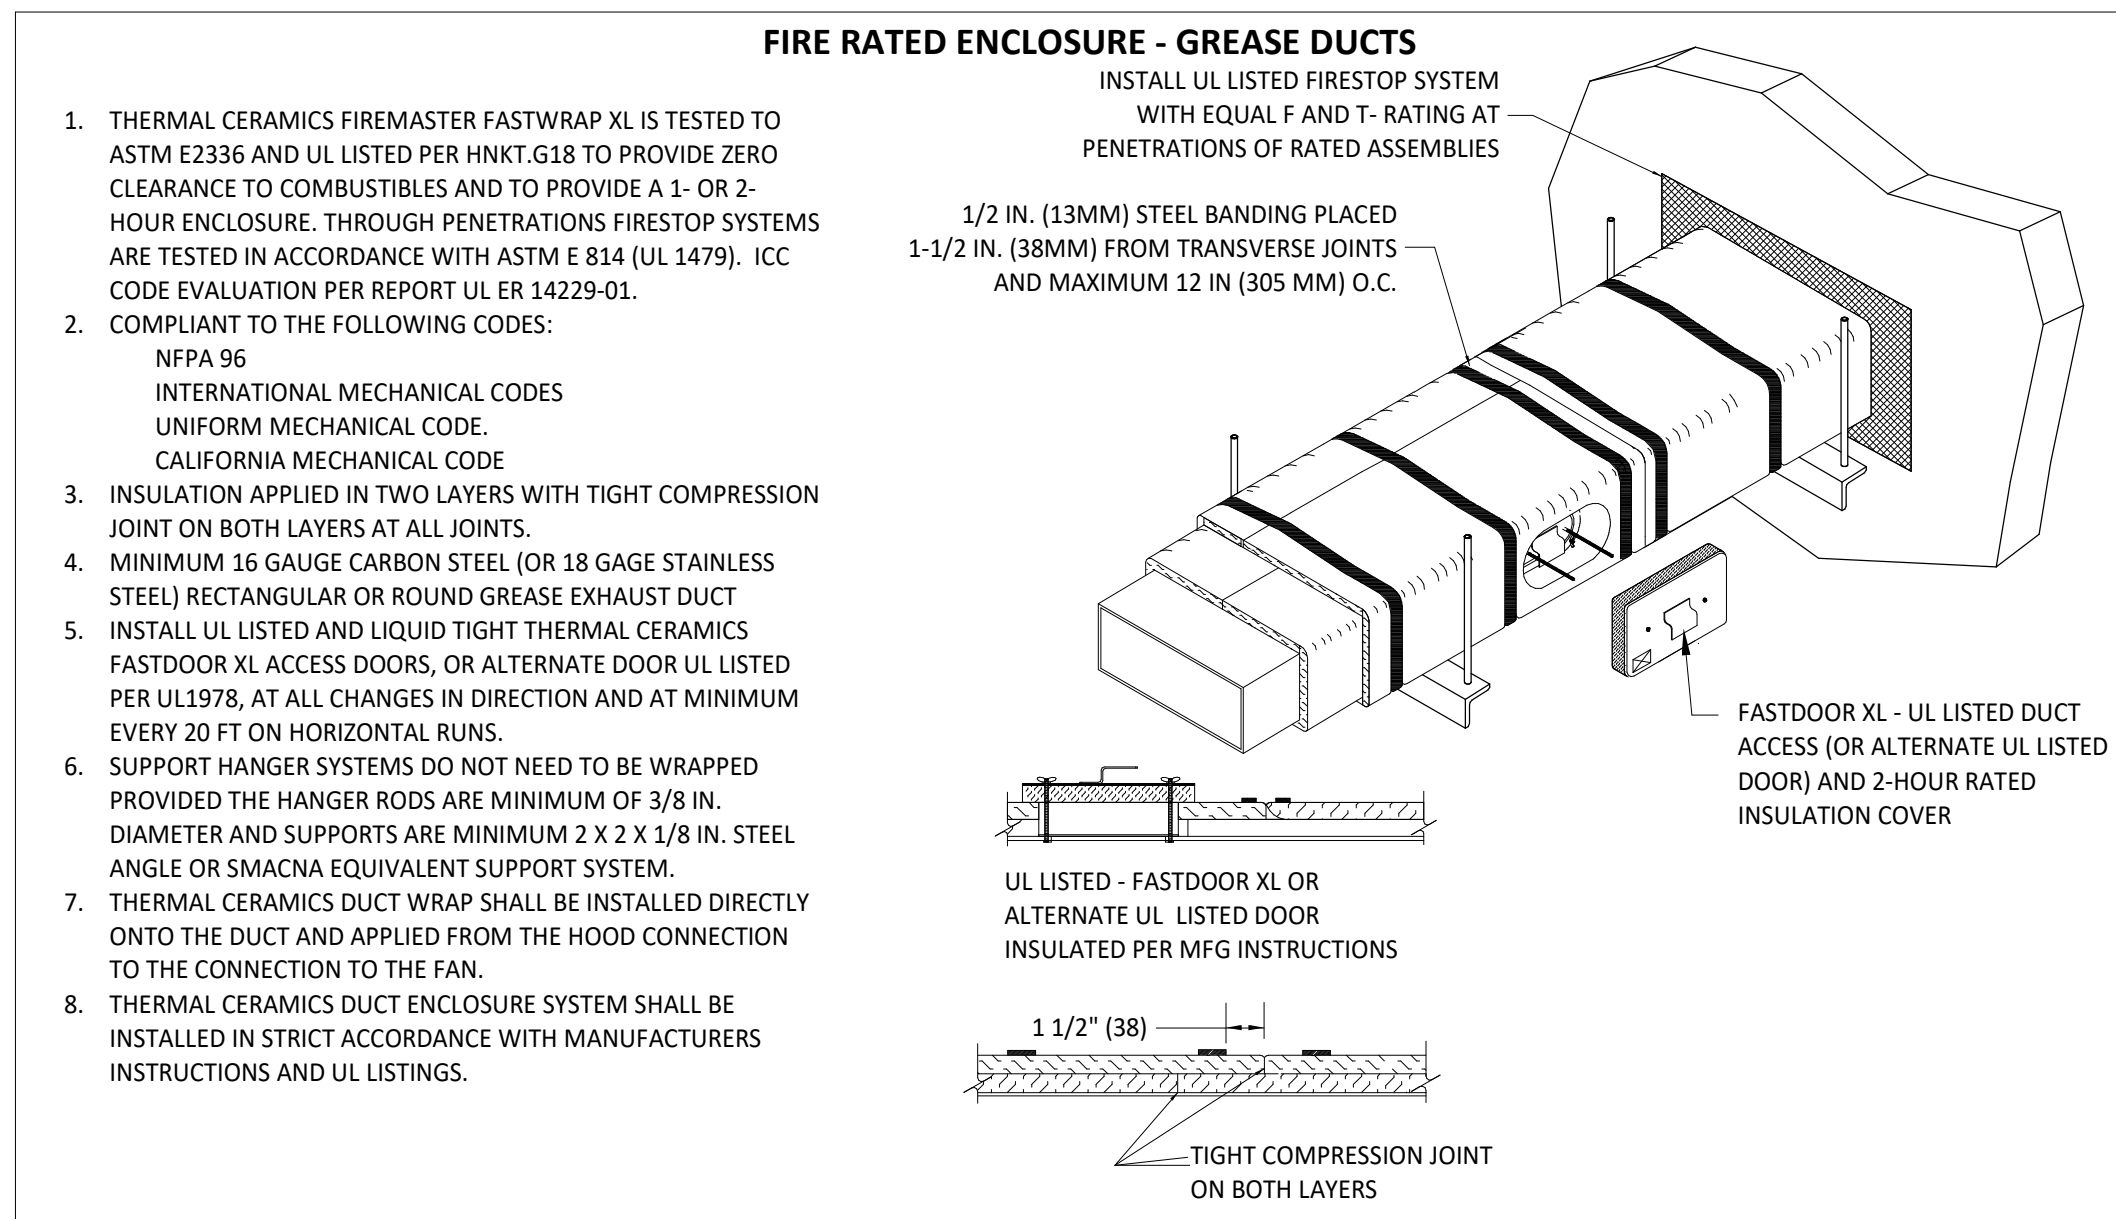 FIRE RATED ENCLOSURE - GREASE DUCTS
1. THERMAL CERAMICS FIREMASTER FASTWRAP XL IS TESTED TO
ASTM E2336 AND UL LISTED PER HNKT.G18 TO PROVIDE ZERO
CLEARANCE TO COMBUSTIBLES AND TO PROVIDE A 1- OR 2-
HOUR ENCLOSURE. THROUGH PENETRATIONS FIRESTOP SYSTEMS
ARE TESTED IN ACCORDANCE WITH ASTM E 814 (UL 1479).  ICC
CODE EVALUATION PER REPORT UL ER 14229-01.
2. COMPLIANT TO THE FOLLOWING CODES:
NFPA 96
INTERNATIONAL MECHANICAL CODES
UNIFORM MECHANICAL CODE.
CALIFORNIA MECHANICAL CODE
3. INSULATION APPLIED IN TWO LAYERS WITH TIGHT COMPRESSION
JOINT ON BOTH LAYERS AT ALL JOINTS.
4. MINIMUM 16 GAUGE CARBON STEEL (OR 18 GAGE STAINLESS
STEEL) RECTANGULAR OR ROUND GREASE EXHAUST DUCT
5. INSTALL UL LISTED AND LIQUID TIGHT THERMAL CERAMICS
FASTDOOR XL ACCESS DOORS, OR ALTERNATE DOOR UL LISTED
PER UL1978, AT ALL CHANGES IN DIRECTION AND AT MINIMUM
EVERY 20 FT ON HORIZONTAL RUNS.
6. SUPPORT HANGER SYSTEMS DO NOT NEED TO BE WRAPPED
PROVIDED THE HANGER RODS ARE MINIMUM OF 3/8 IN.
DIAMETER AND SUPPORTS ARE MINIMUM 2 X 2 X 1/8 IN. STEEL
ANGLE OR SMACNA EQUIVALENT SUPPORT SYSTEM.
7. THERMAL CERAMICS DUCT WRAP SHALL BE INSTALLED DIRECTLY
ONTO THE DUCT AND APPLIED FROM THE HOOD CONNECTION
TO THE CONNECTION TO THE FAN.
8. THERMAL CERAMICS DUCT ENCLOSURE SYSTEM SHALL BE
INSTALLED IN STRICT ACCORDANCE WITH MANUFACTURERS
INSTRUCTIONS AND UL LISTINGS.
INSTALL UL LISTED FIRESTOP SYSTEM
WITH EQUAL F AND T- RATING AT
PENETRATIONS OF RATED ASSEMBLIES
1/2 IN. (13MM) STEEL BANDING PLACED
1-1/2 IN. (38MM) FROM TRANSVERSE JOINTS
AND MAXIMUM 12 IN (305 MM) O.C.
FASTDOOR XL - UL LISTED DUCT
ACCESS (OR ALTERNATE UL LISTED
DOOR) AND 2-HOUR RATED
INSULATION COVER
UL LISTED - FASTDOOR XL OR
ALTERNATE UL  LISTED DOOR
INSULATED PER MFG INSTRUCTIONS
1 1/2" (38)
TIGHT COMPRESSION JOINT
ON BOTH LAYERS